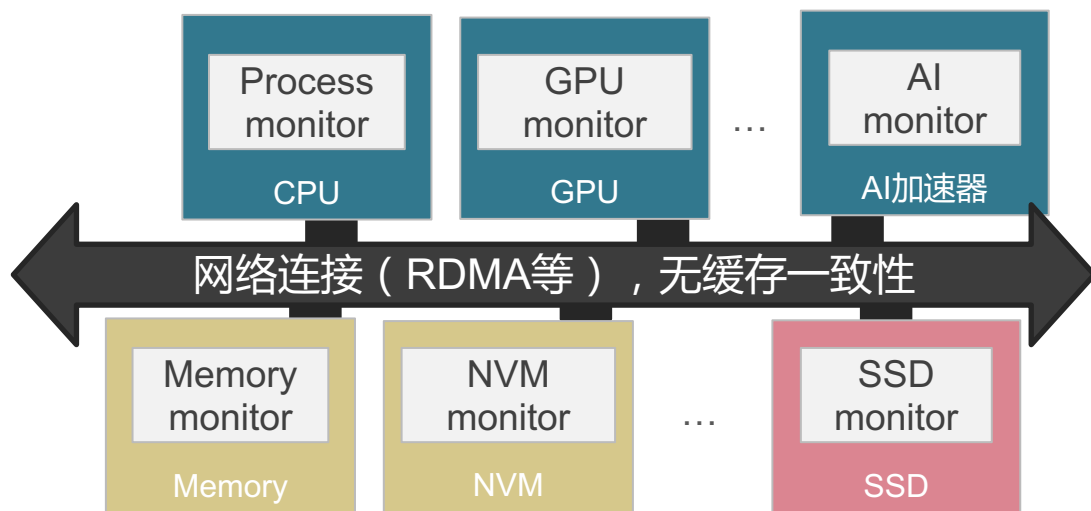 Process
monitor
CPU
GPU
monitor
GPU
…
AI
monitor
AI加速器
网络连接（RDMA等），无缓存一致性
Memory
monitor
Memory
NVM
monitor
NVM
…
SSD
monitor
SSD